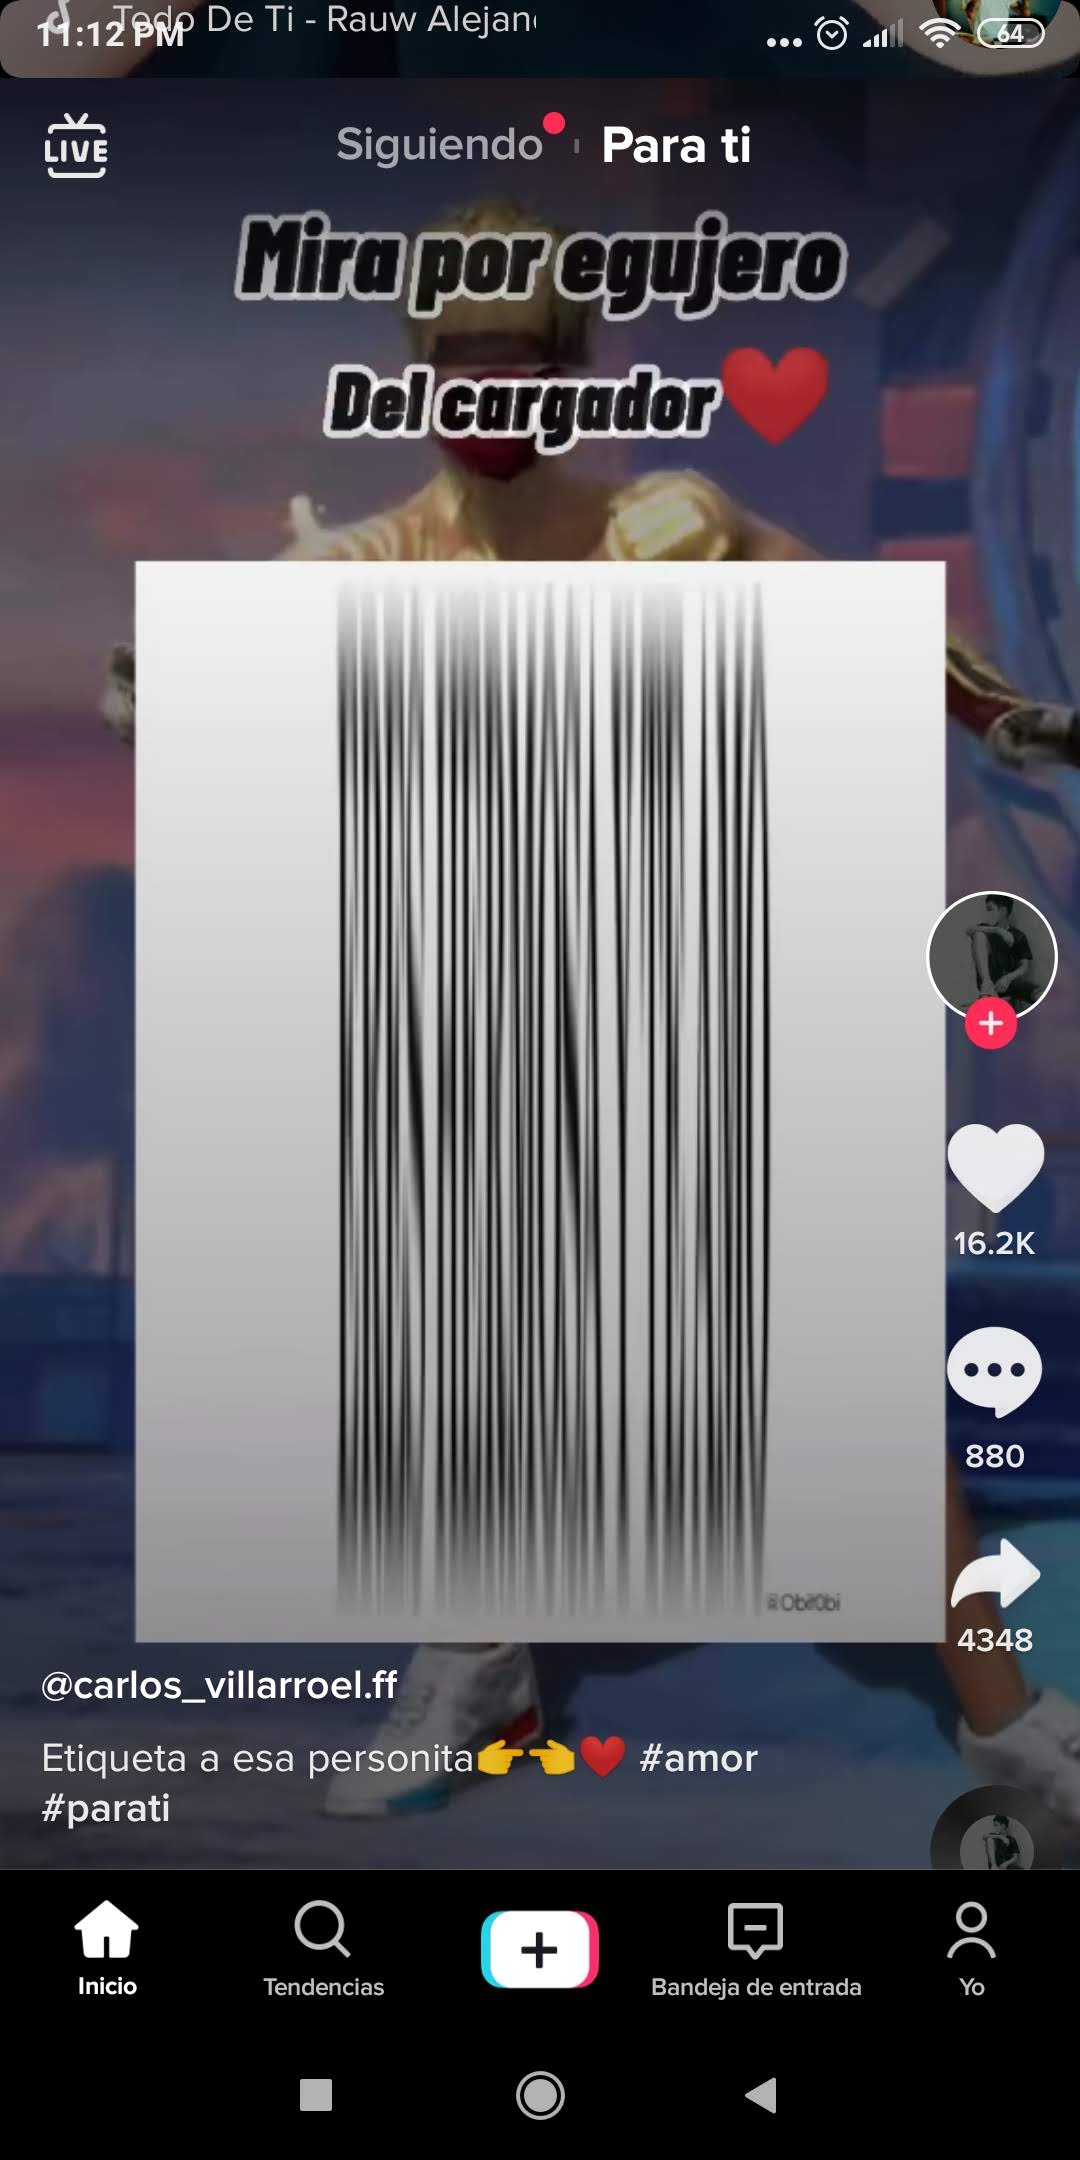 Todo De Ti - Rauw Alejan
11:12 PM
64
LIVE
Siguiendo
Para ti
Mira por egujero
Del cargador
16.2K
880
4348
@carlos_villarroel.ff
Etiqueta a esa personita #amor
#parati
Inicio
Tendencias
Bandeja de entrada
Yo